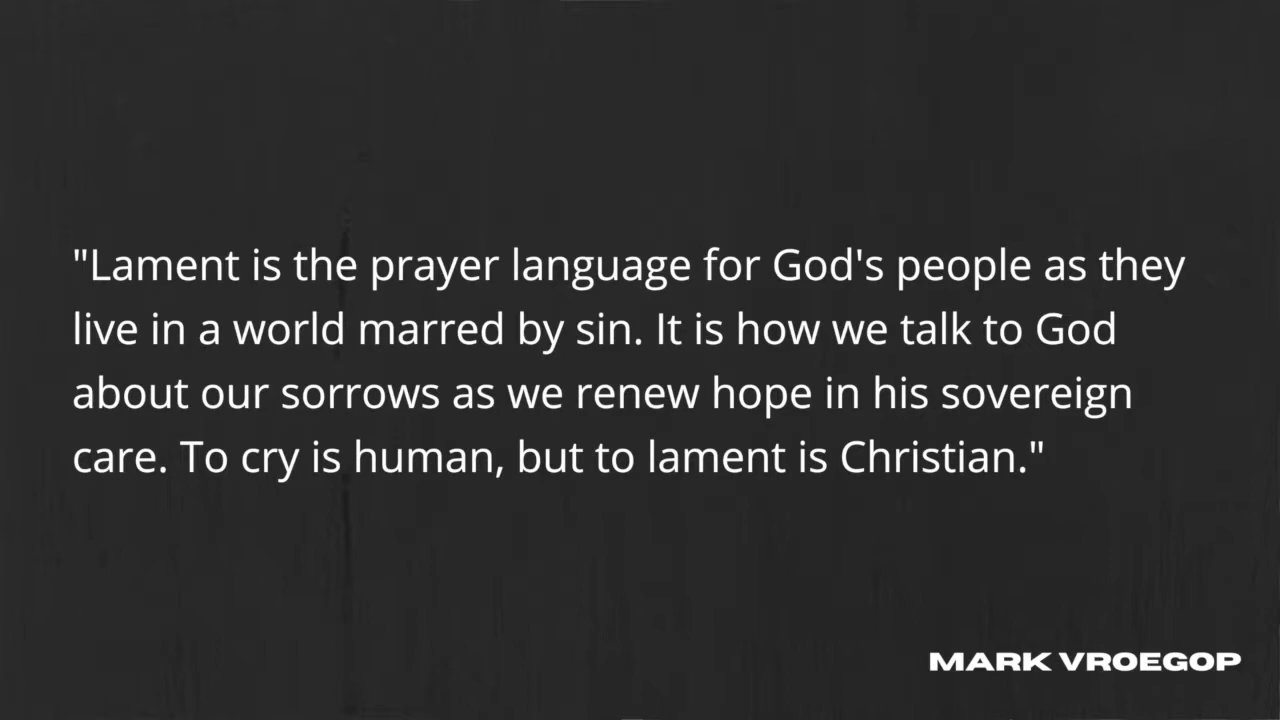 "Lament is the prayer language for God's people as they
live in a world marred by sin. It is how we talk to God
about our sorrows as we renew hope in his sovereign
care. To cry is human, but to lament is Christian."
MARK VROEGOP